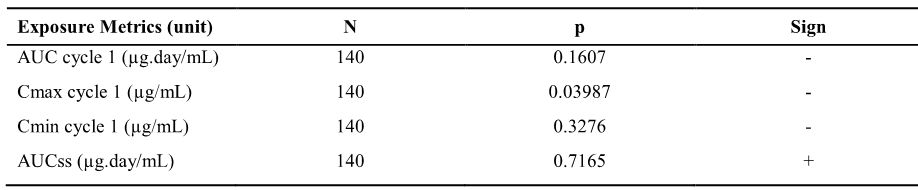 Exposure Metrics (unit) N p Sign
AUC cycle 1 (µg.day/mL) 140 0.1607 -
Cmax cycle 1 (µg/mL) 140 0.03987 -
Cmin cycle 1 (µg/mL) 140 0.3276 -
AUCss (µg.day/mL) 140 0.7165 +